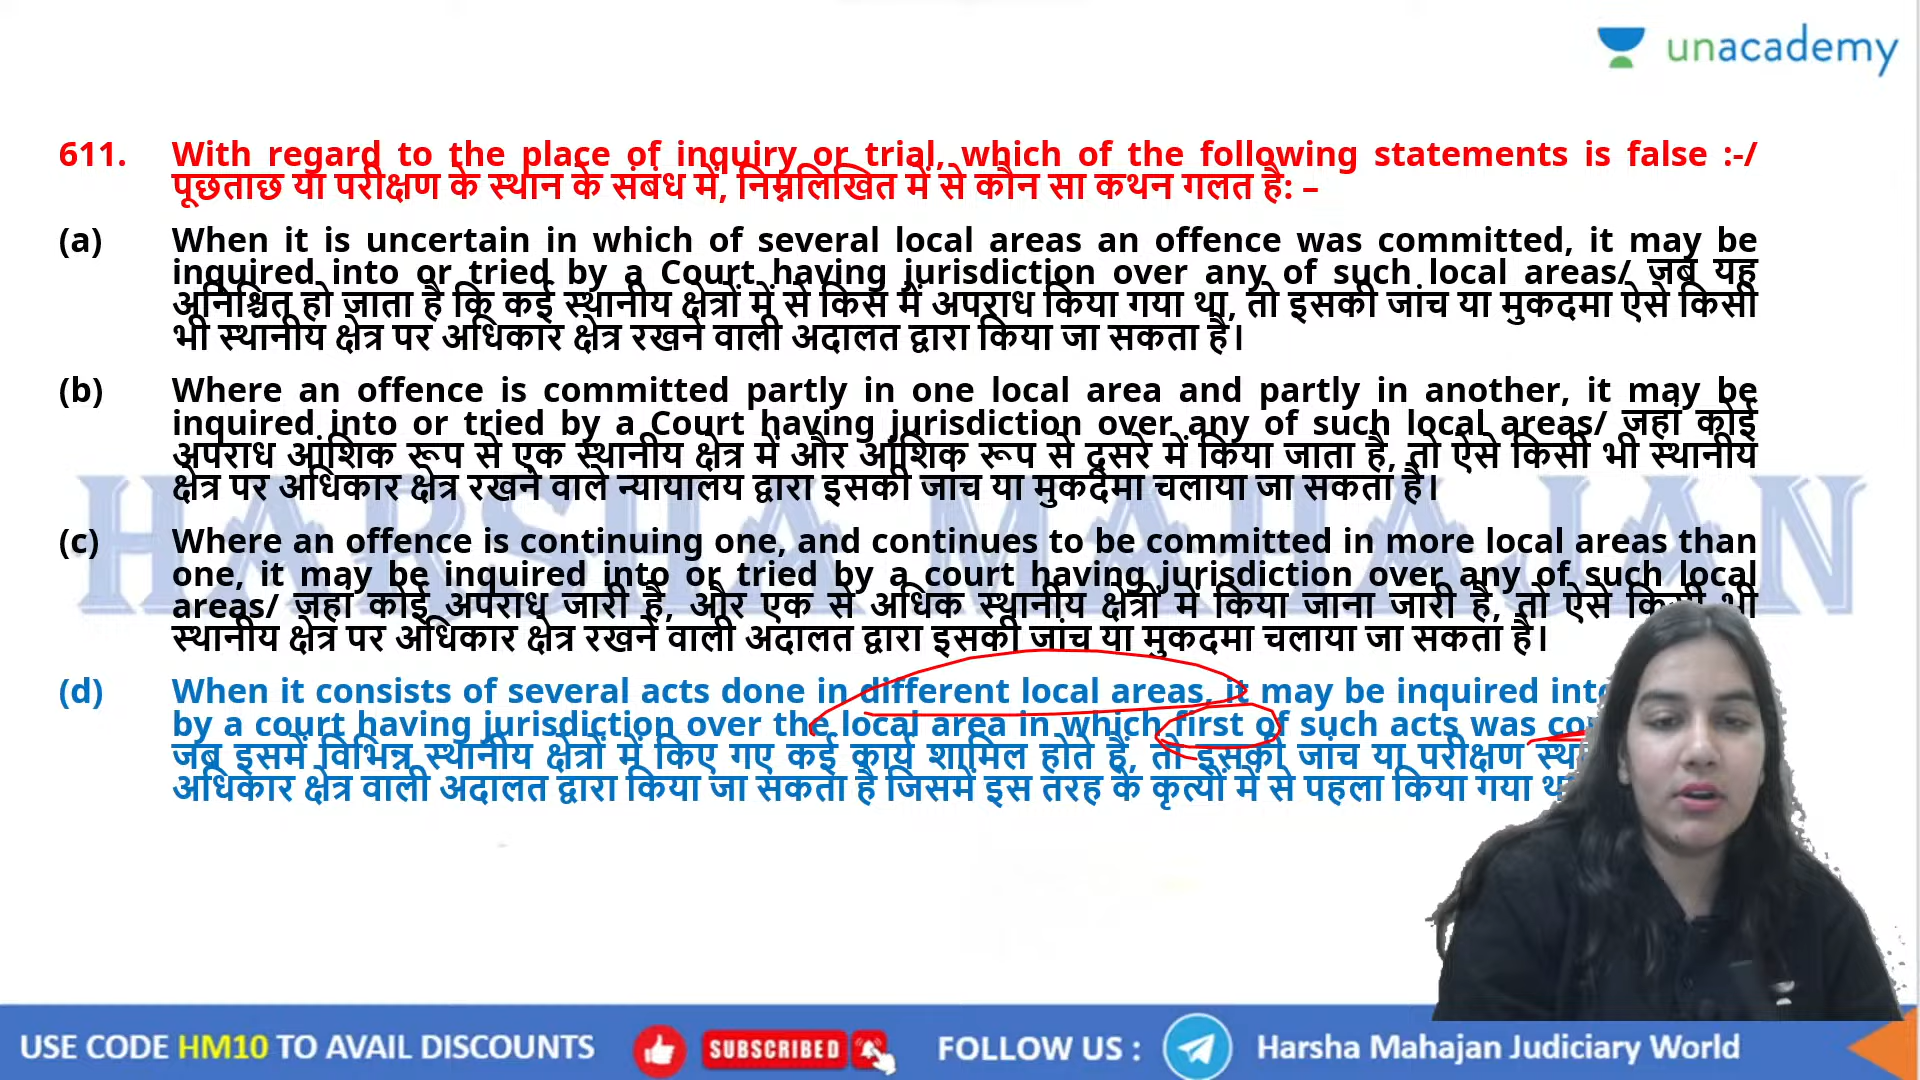 unacademy
611. With regard to the place of inquiry or trial, which of the following statements is false :-/
पूछताछ या परीक्षण के स्थान के संबंध में, निम्नलिखित में से कौन सा कथन गलत है: –
(a) When it is uncertain in which of several local areas an offence was committed, it may be
inquired into or tried by a Court having jurisdiction over any of such local areas/ जब यह
अनिश्चित हो जाता है कि कई स्थानीय क्षेत्रों में से किस में अपराध किया गया था, तो इसकी जांच या मुकदमा ऐसे किसी
भी स्थानीय क्षेत्र पर अधिकार क्षेत्र रखने वाली अदालत द्वारा किया जा सकता है।
(b) Where an offence is committed partly in one local area and partly in another, it may be
inquired into or tried by a Court having jurisdiction over any of such local areas/ जहां कोई
अपराध आंशिक रूप से एक स्थानीय क्षेत्र में और आंशिक रूप से दूसरे में किया जाता है, तो ऐसे किसी भी स्थानीय
क्षेत्र पर अधिकार क्षेत्र रखने वाले न्यायालय द्वारा इसकी जांच या मुकदमा चलाया जा सकता है।
HARSHA MAHAJAN
(c) Where an offence is continuing one, and continues to be committed in more local areas than
one, it may be inquired into or tried by a court having jurisdiction over any of such local
areas/ जहां कोई अपराध जारी है, और एक से अधिक स्थानीय क्षेत्रों में किया जाना जारी है, तो ऐसे किसी भी
स्थानीय क्षेत्र पर अधिकार क्षेत्र रखने वाली अदालत द्वारा इसकी जांच या मुकदमा चलाया जा सकता है।
(d) When it consists of several acts done in different local areas, it may be inquired into
by a court having jurisdiction over the local area in which first of such acts was
जब इसमें विभिन्न स्थानीय क्षेत्रों में किए गए कई कार्य शामिल होते हैं, तो इसकी जांच या परीक्षण
अधिकार क्षेत्र वाली अदालत द्वारा किया जा सकता है जिसमें इस तरह के कृत्यों में से पहला किया गया
USE CODE HM10 TO AVAIL DISCOUNTS SUBSCRIBED FOLLOW US : Harsha Mahajan Judiciary World